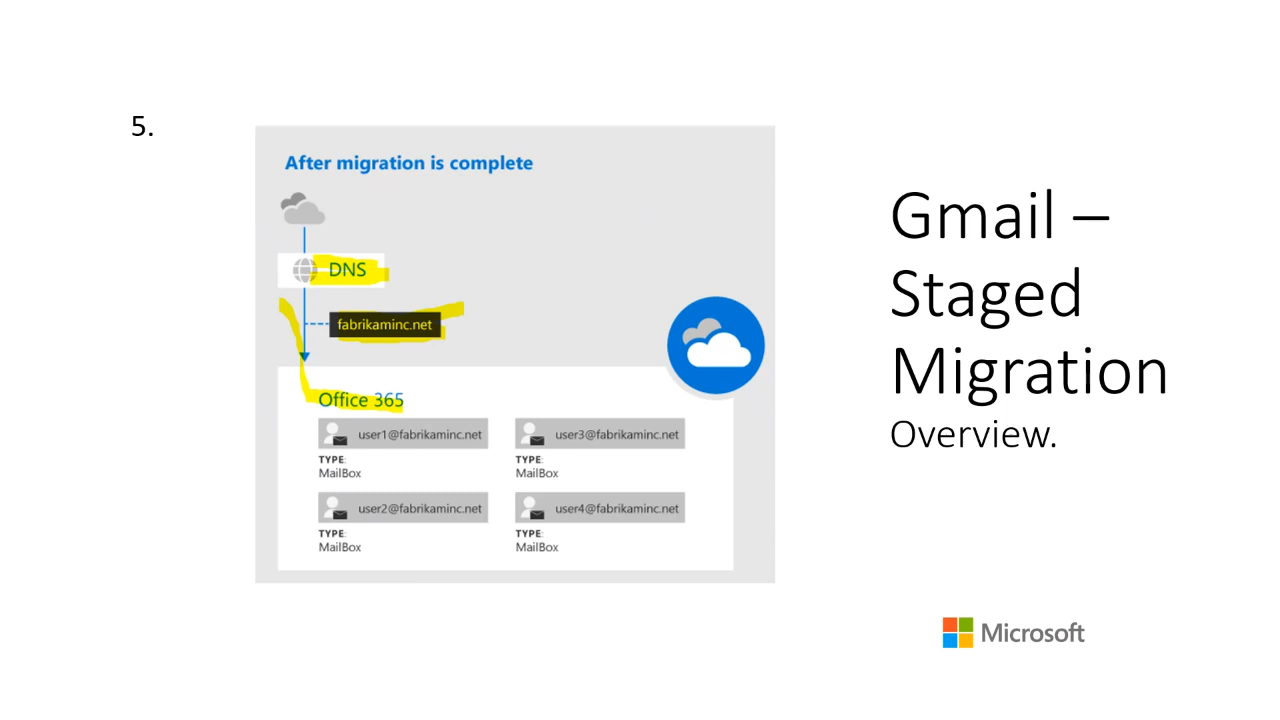 5.
After migration is complete
DNS
fabrikaminc.net
Office 365
user1@fabrikaminc.net
user3@fabrikaminc.net
TYPE:
MailBox
TYPE:
MailBox
user2@fabrikaminc.net
user4@fabrikaminc.net
TYPE:
MailBox
TYPE:
MailBox
Gmail –
Staged
Migration
Overview.
Microsoft